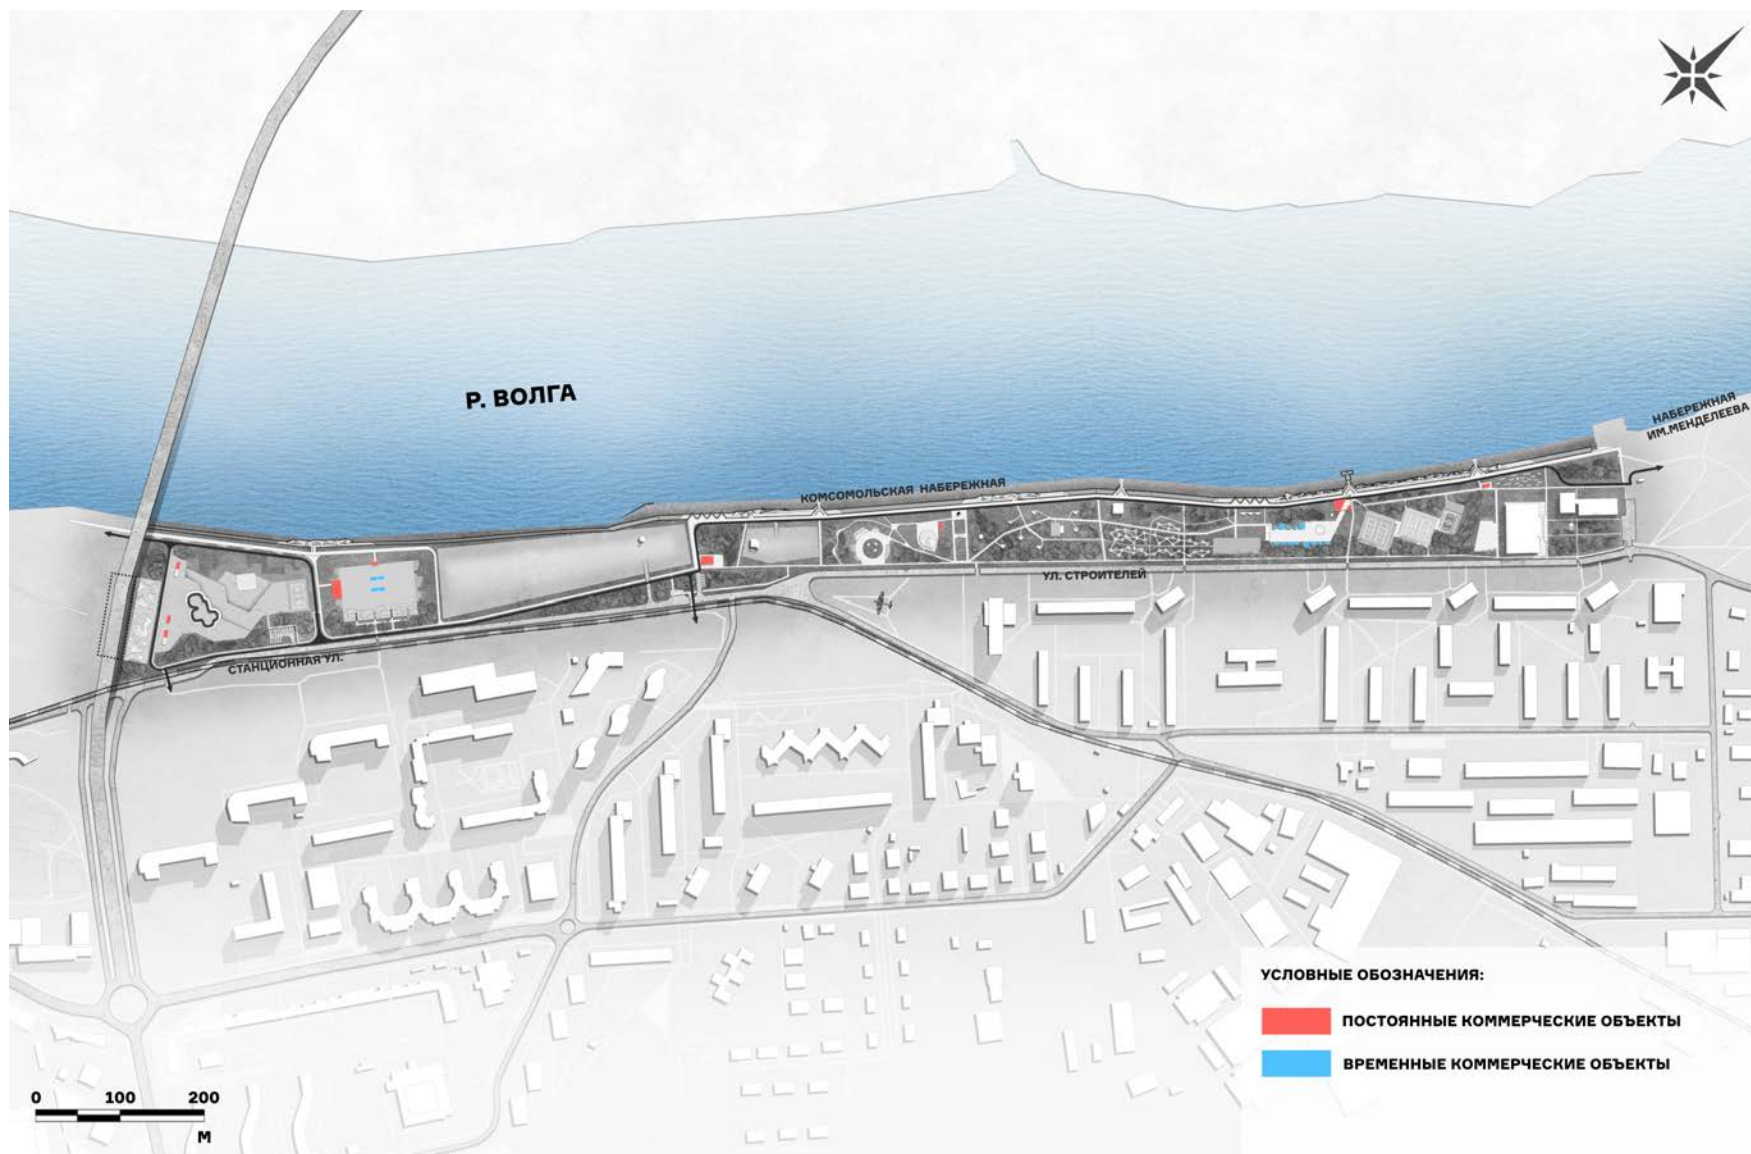 Р. ВОЛГА
НАБЕРЕЖНАЯ
ИМ.МЕНДЕЛЕЕВА
КОМСОМОЛЬСКАЯ НАБЕРЕЖНАЯ
УЛ. СТРОИТЕЛЕЙ
СТАНЦИОННАЯ УЛ.
УСЛОВНЫЕ ОБОЗНАЧЕНИЯ:
ПОСТОЯННЫЕ КОММЕРЧЕСКИЕ ОБЪЕКТЫ
ВРЕМЕННЫЕ КОММЕРЧЕСКИЕ ОБЪЕКТЫ
0 100 200
М